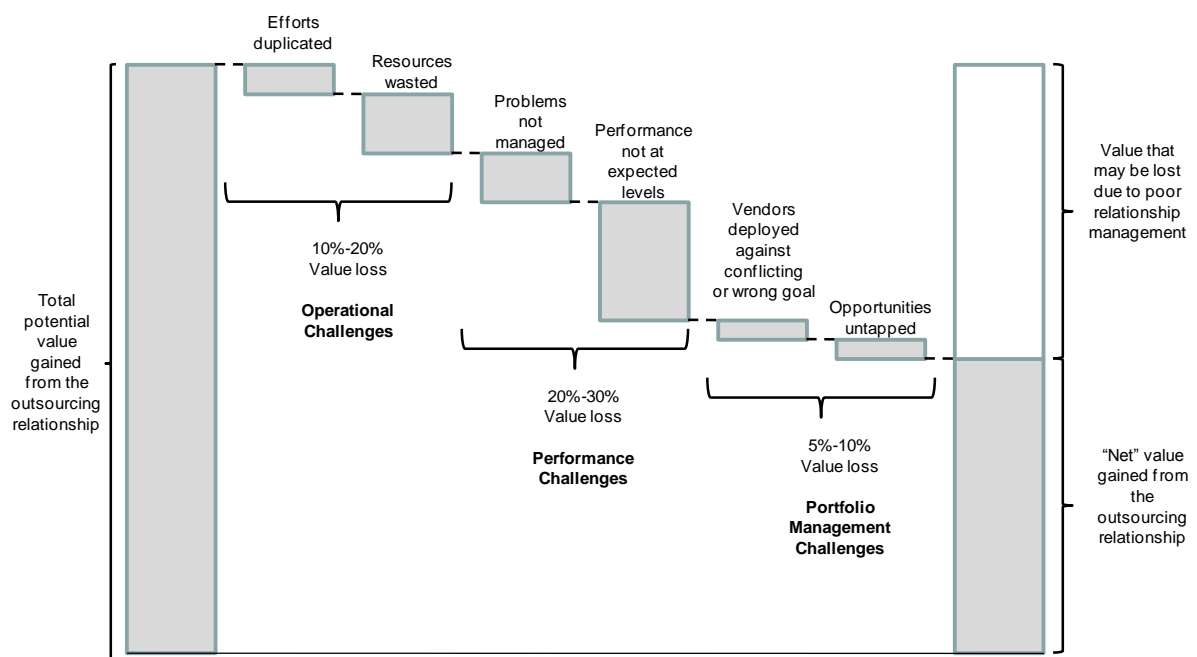 Efforts
duplicated
Resources
wasted
Problems
not
managed
Performance
not at
expected
levels
Vendors
deployed
against
conflicting
or wrong goal
Opportunities
untapped
10%-20%
Value loss
Operational
Challenges
20%-30%
Value loss
Performance
Challenges
5%-10%
Value loss
Portfolio
Management
Challenges
Total
potential
value
gained
from the
outsourcing
relationship
Value that
may be lost
due to poor
relationship
management
“Net” value
gained from
the
outsourcing
relationship